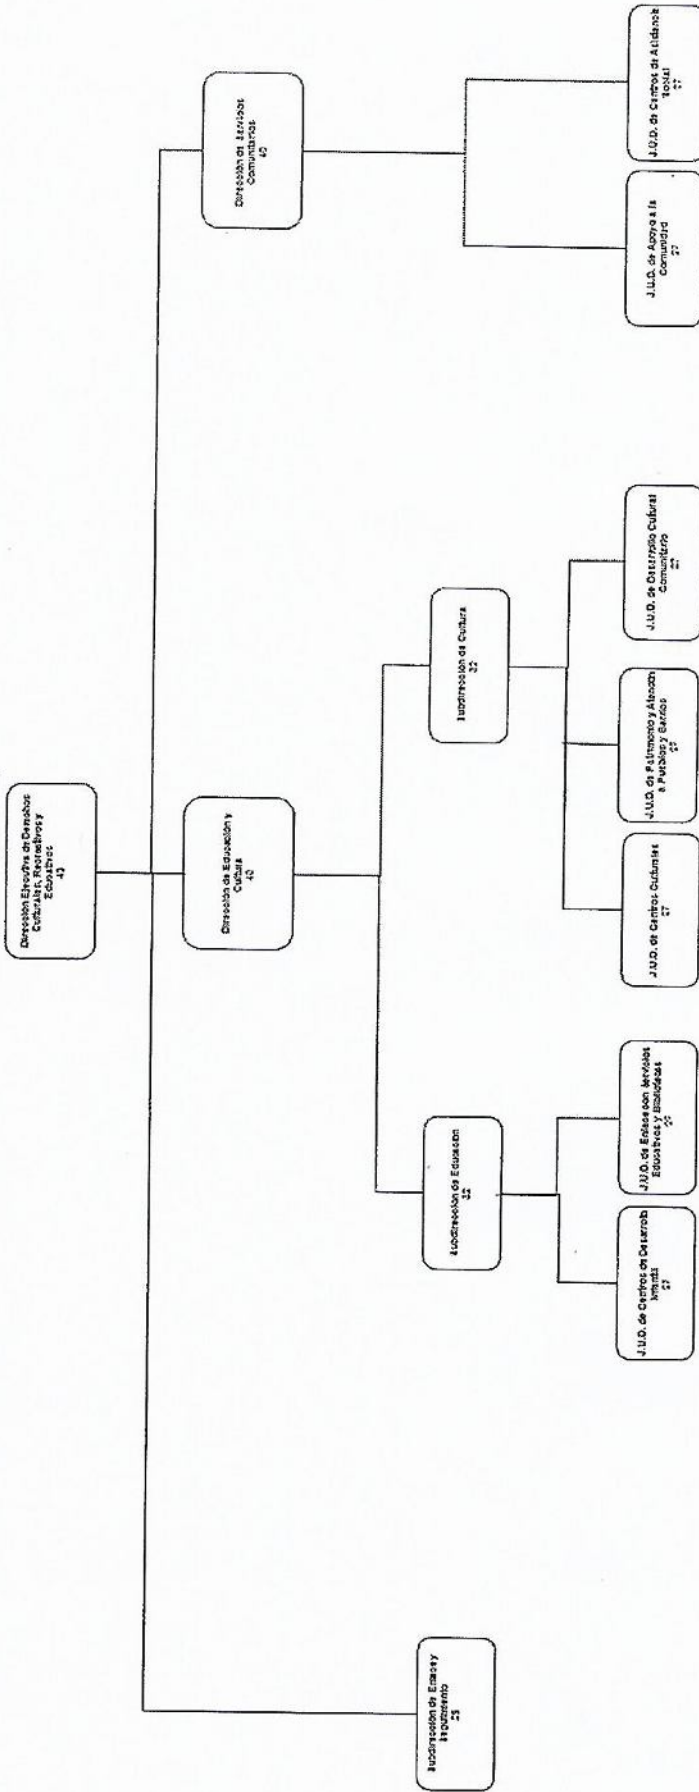 Dirección Ejecutiva de Derechos
Culturales, Recreativos y
Educativos
43
Dirección de Educación y
Cultura
40
Dirección de Servicios
Comunitarios
40
Subdirección de Enlace y
Seguimiento
Subdirección de Educación
32
Subdirección de Cultura
32
J.U.D. de Centros de Desarrollo
Infantil
27
J.U.D. de Enlace con Servicios
Educativos y Bibliotecas
J.U.D. de Centros Culturales
27
J.U.D. de Patrimonio y Atención
a Pueblos y Barrios
J.U.D. de Desarrollo Cultural
Comunitario
27
J.U.D. de Apoyo a la
Comunidad
27
J.U.D. de Centros de Asistencia
Social
27